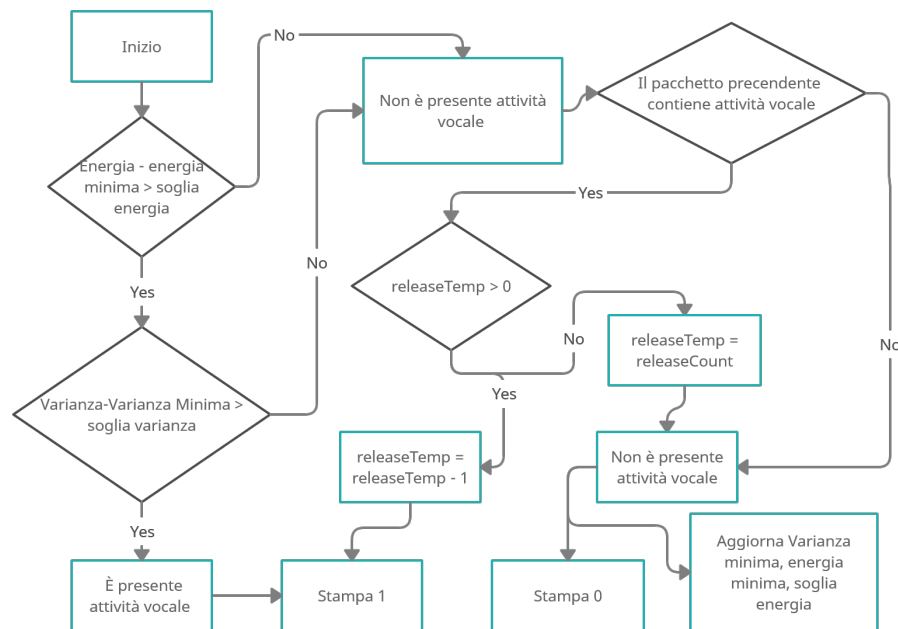 Inizio
No
Non è presente attività
vocale
Il pacchetto precendente
contiene attività vocale
Energia - energia
minima > soglia
energia
Yes
No
Yes
releaseTemp > 0
No
releaseTemp =
releaseCount
No
Varianza-Varianza Minima >
soglia varianza
Yes
releaseTemp =
releaseTemp - 1
Non è presente
attività vocale
Yes
È presente
attività vocale
Stampa 1
Stampa 0
Aggiorna Varianza
minima, energia
minima, soglia
energia